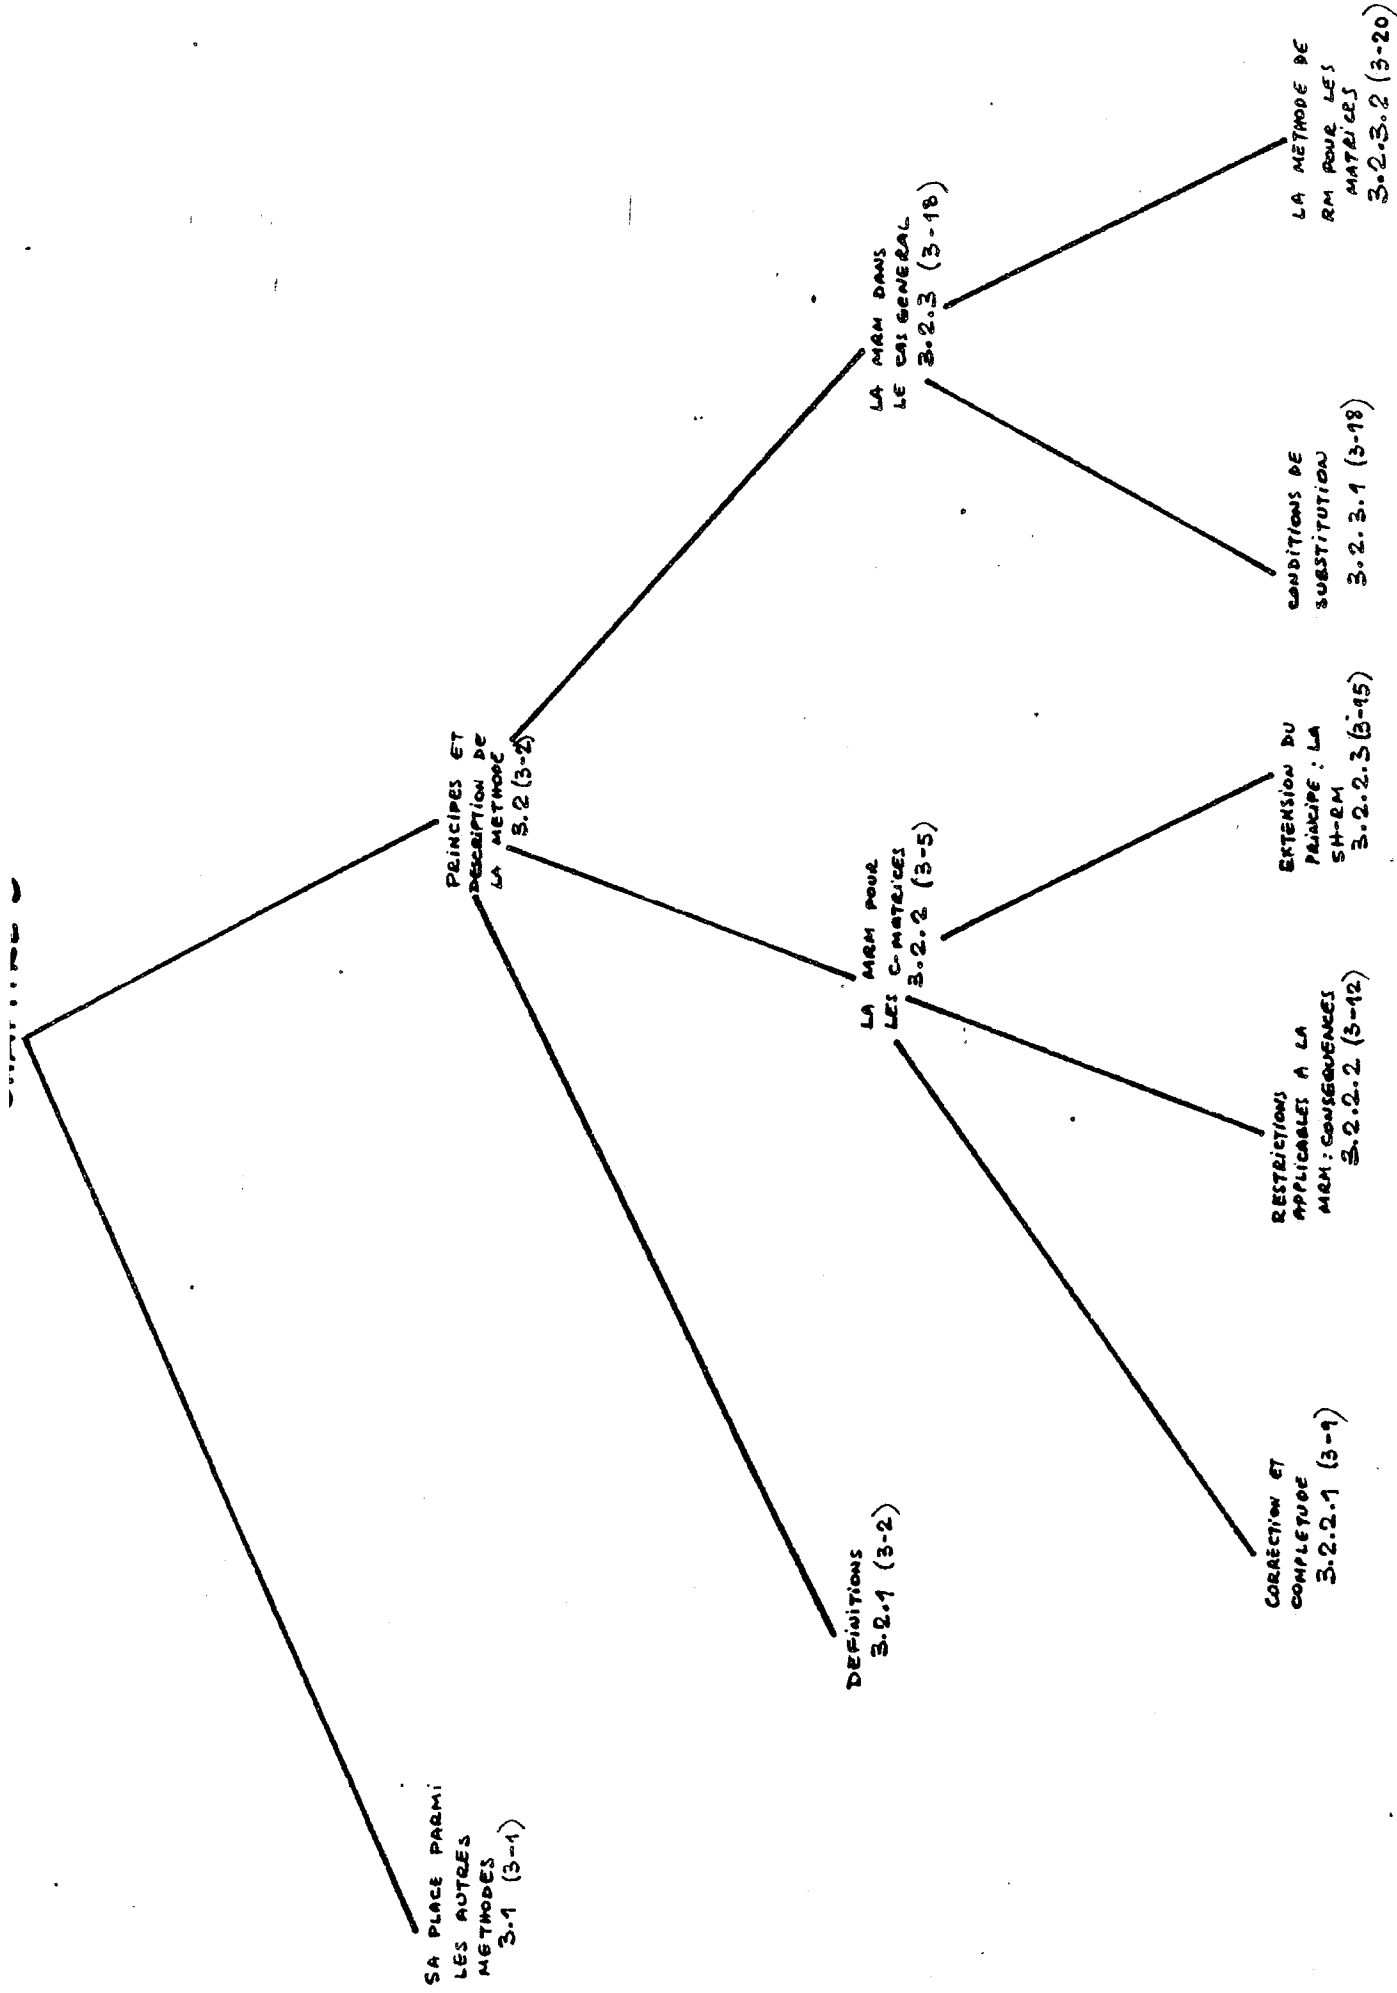 SA PLACE PARMI
LES AUTRES
METHODES
3.1 (3-1)
PRINCIPES ET
DESCRIPTION DE
LA METHODE
3.2 (3-2)
DEFINITIONS
3.2.1 (3-2)
LA MRM POUR
LES C-MATRICES
3.2.2 (3-5)
LA MRM DANS
LE CAS GENERAL
3.2.3 (3-18)
CORRECTION ET
COMPLETUDE
3.2.2.1 (3-9)
RESTRICTIONS
APPLICABLES A LA
MRM : CONSEQUENCES
3.2.2.2 (3-12)
EXTENSION DU
PRINCIPE : LA
SH-RM
3.2.2.3 (3-15)
CONDITIONS DE
SUBSTITUTION
3.2.3.1 (3-18)
LA METHODE DE
RM POUR LES
MATRICES
3.2.3.2 (3-20)